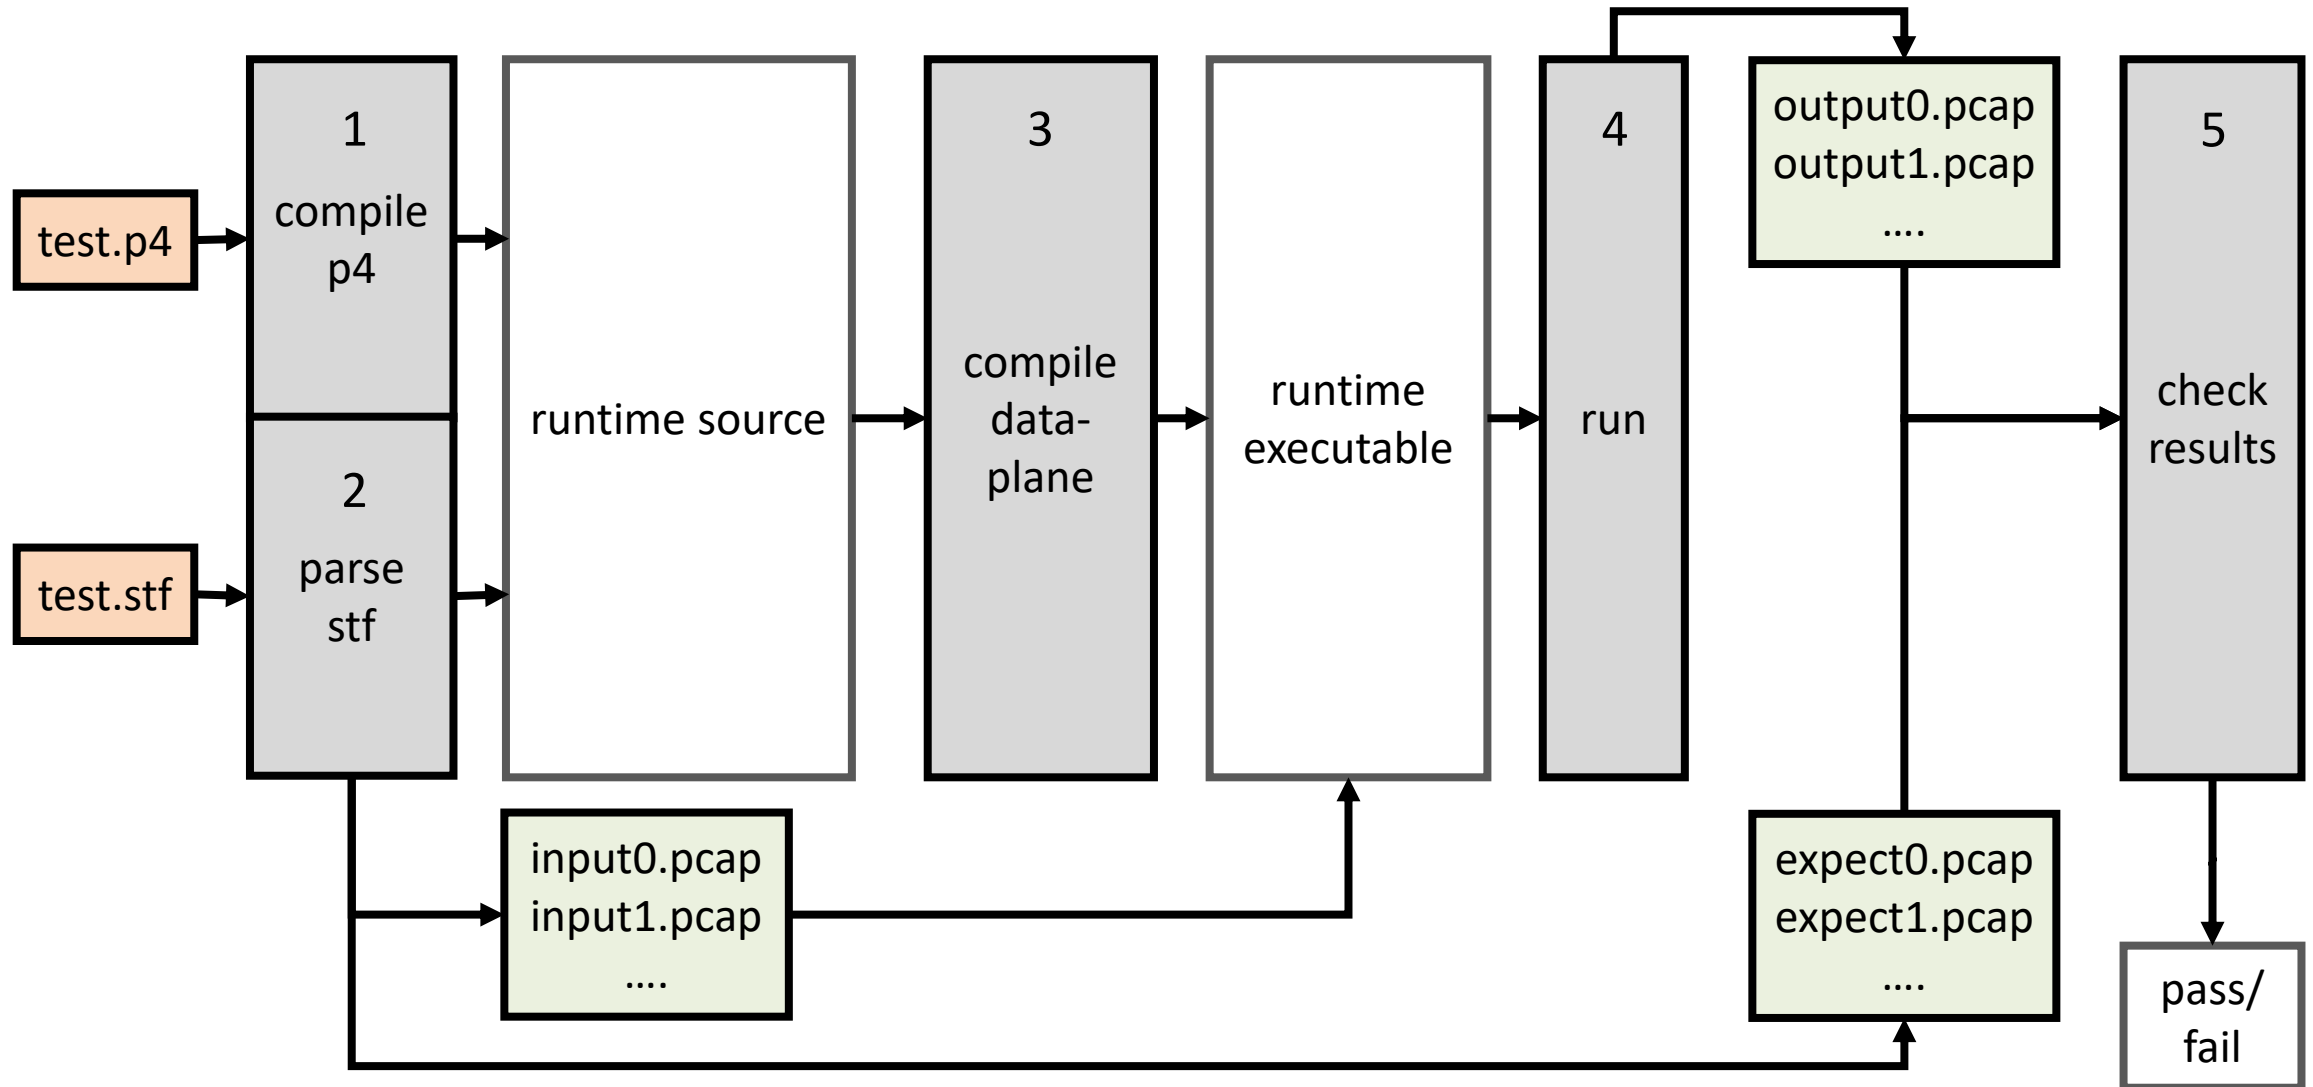 test.p4
test.stf
1
compile
p4
2
parse
stf
runtime source
3
compile
data-
plane
runtime
executable
4
run
output0.pcap
output1.pcap
....
5
check
results
input0.pcap
input1.pcap
....
expect0.pcap
expect1.pcap
....
pass/
fail